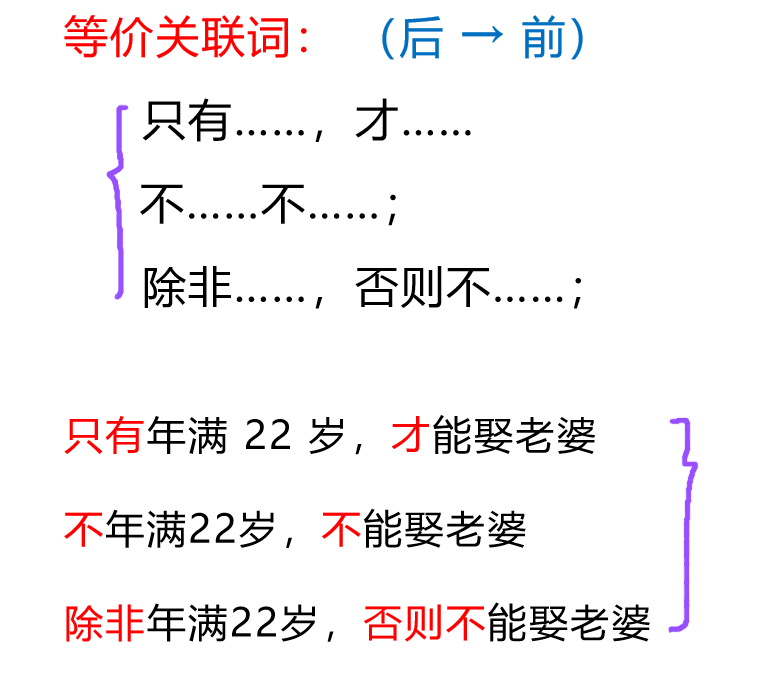 等价关联词：（后 → 前）
只有……，才……
不……不……；
除非……，否则不……；
只有年满 22 岁，才能娶老婆
不年满22岁，不能娶老婆
除非年满22岁，否则不能娶老婆